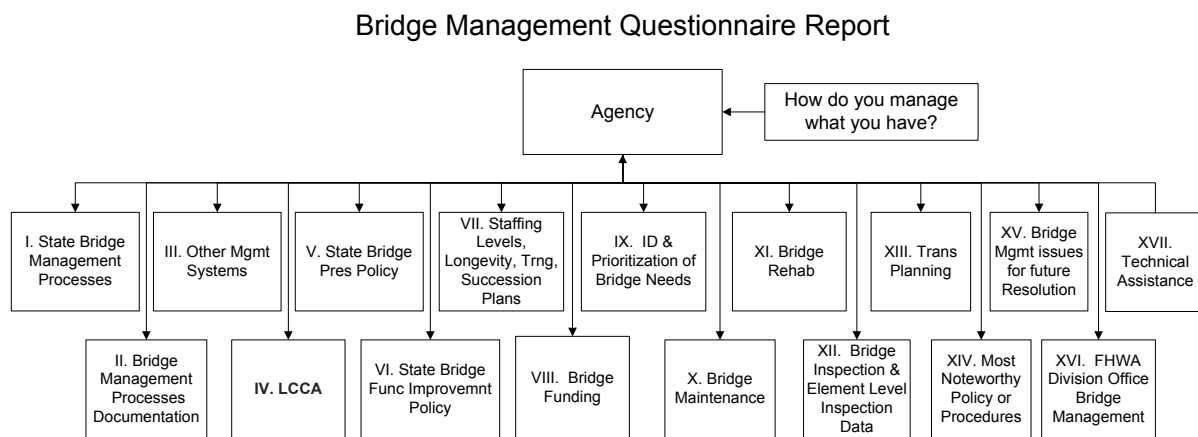 Bridge Management Questionnaire Report
Agency
How do you manage
what you have?
I. State Bridge
Management
Processes
III. Other Mgmt
Systems
V. State Bridge
Pres Policy
VII. Staffing
Levels,
Longevity, Trng,
Succession
Plans
IX.  ID &
Prioritization of
Bridge Needs
XI. Bridge
Rehab
XIII. Trans
Planning
XV. Bridge
Mgmt issues
for future
Resolution
XVII.
Technical
Assistance
II. Bridge
Management
Processes
Documentation
IV. LCCA
VI. State Bridge
Func Improvemnt
Policy
VIII.  Bridge
Funding
X. Bridge
Maintenance
XII.  Bridge
Inspection &
Element Level
Inspection
Data
XIV. Most
Noteworthy
Policy or
Procedures
XVI.  FHWA
Division Office
Bridge
Management